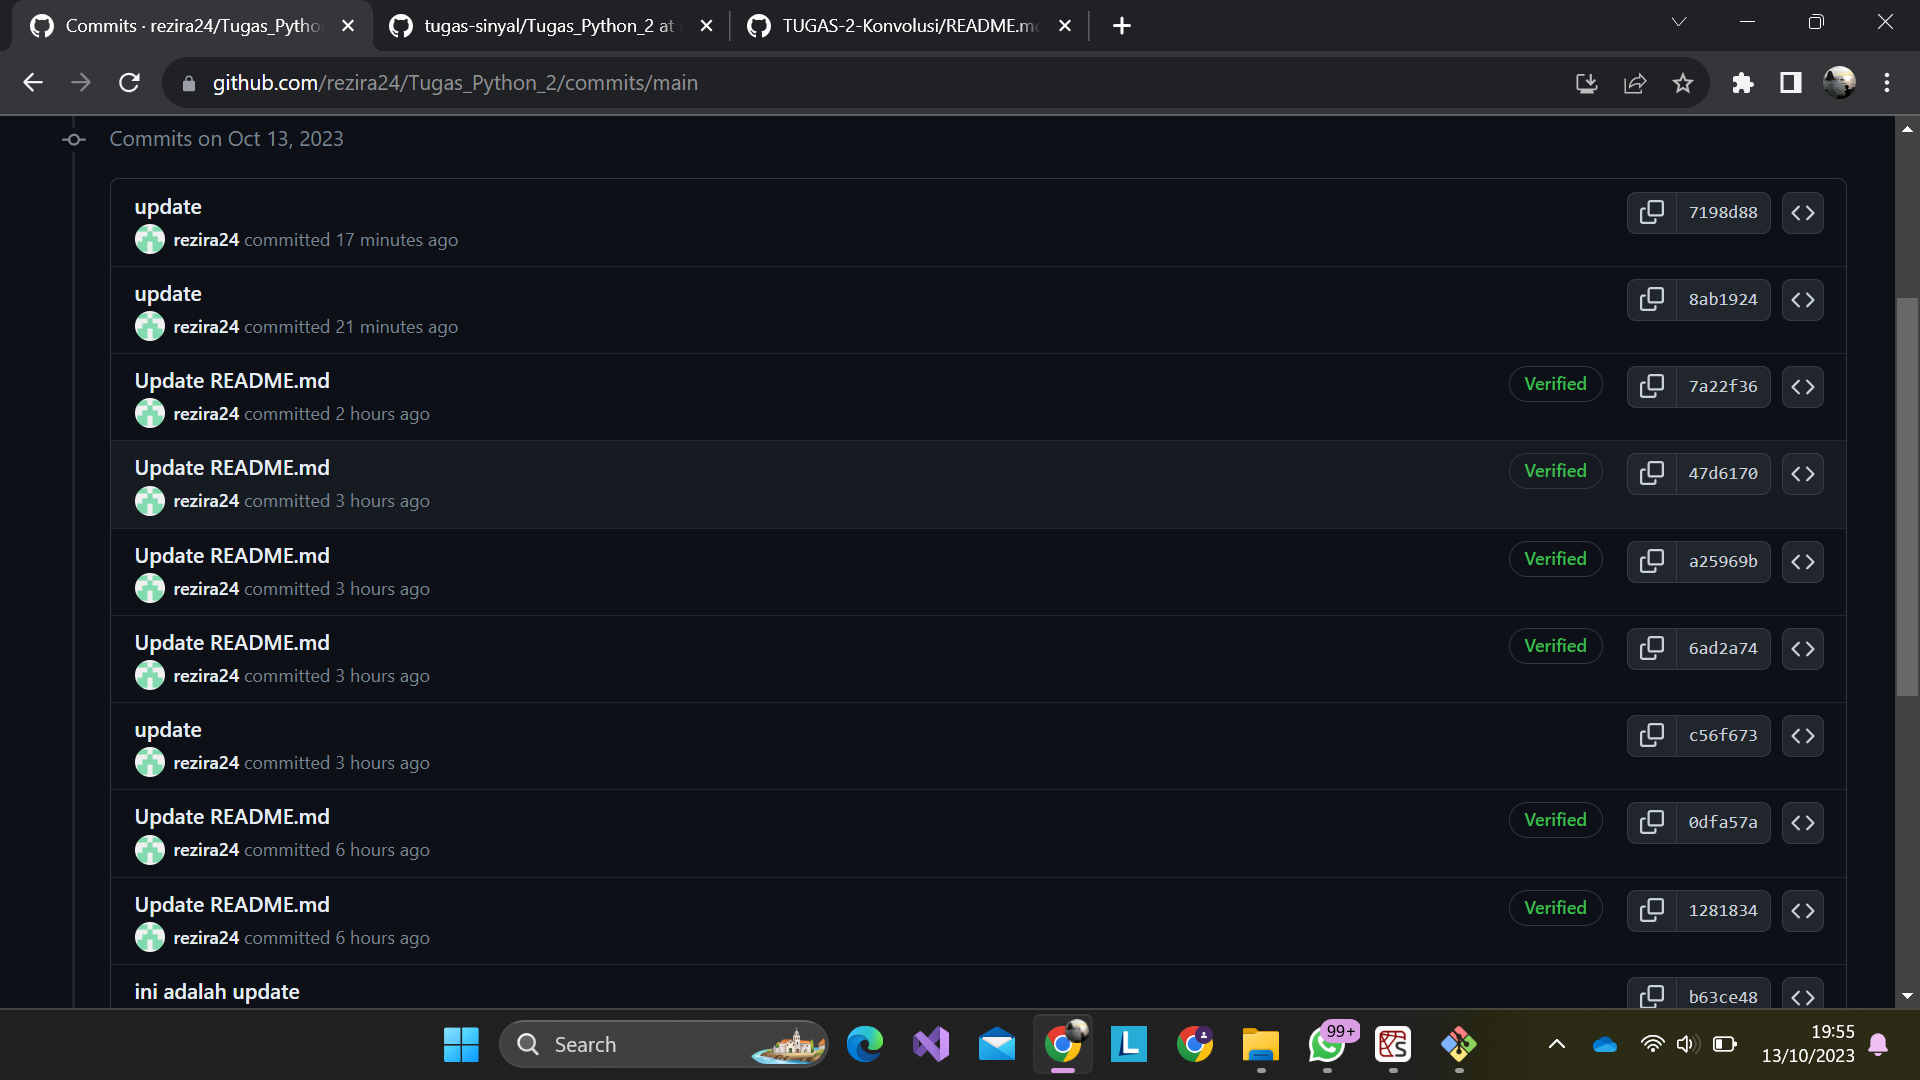 Commits · rezira24/Tugas_Pytho
tugas-sinyal/Tugas_Python_2 at
TUGAS-2-Konvolusi/README.m
github.com/rezira24/Tugas_Python_2/commits/main
Commits on Oct 13, 2023
update
7198d88
rezira24 committed 17 minutes ago
update
8ab1924
rezira24 committed 21 minutes ago
Update README.md
Verified
7a22f36
rezira24 committed 2 hours ago
Update README.md
Verified
47d6170
rezira24 committed 3 hours ago
Update README.md
Verified
a25969b
rezira24 committed 3 hours ago
Update README.md
Verified
6ad2a74
rezira24 committed 3 hours ago
update
c56f673
rezira24 committed 3 hours ago
Update README.md
Verified
0dfa57a
rezira24 committed 6 hours ago
Update README.md
Verified
1281834
rezira24 committed 6 hours ago
ini adalah update
b63ce48
Search
L
99+
19:55
13/10/2023